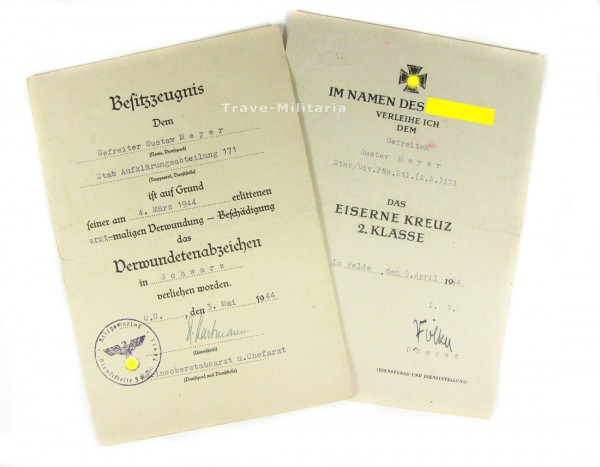 Besitzzeugnis
Dem
Gefreiter Gustav Meyer
(Name, Dienstgrad)
Stab Aufklärungsabteilung 171
(Truppenteil, Dienststelle)
ist auf Grund
seiner am 4. März 1944 erlittenen
erst-maligen Verwundung – Beschädigung
das
Verwundetenabzeichen
in Schwarz
verliehen worden.
O.U., den 3. Mai 1944
(Unterschrift)
u. Chefarzt
(Dienstgrad und Dienststelle)
Trave-Militaria
IM NAMEN DES
VERLEIHE ICH
DEM
Gefreiten
Gustav Meyer
Stab/Div.Füs.Btl.(A.A.)171
DAS
EISERNE KREUZ
2. KLASSE
Im Felde, den 9.April 1944
I. V.
Oberst
(DIENSTGRAD UND DIENSTSTELLUNG)